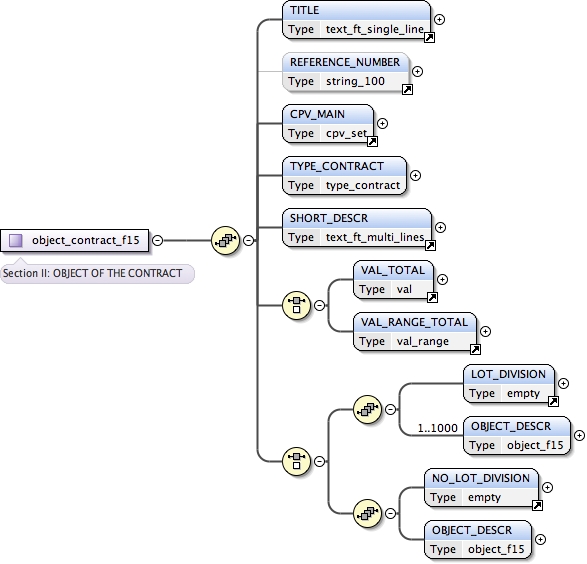 TITLE
Type text_ft_single_line
REFERENCE_NUMBER
Type string_100
CPV_MAIN
Type cpv_set
TYPE_CONTRACT
Type type_contract
object_contract_f15
Section II: OBJECT OF THE CONTRACT
SHORT_DESCR
Type text_ft_multi_lines
VAL_TOTAL
Type val
VAL_RANGE_TOTAL
Type val_range
LOT_DIVISION
Type empty
1..1000
OBJECT_DESCR
Type object_f15
NO_LOT_DIVISION
Type empty
OBJECT_DESCR
Type object_f15